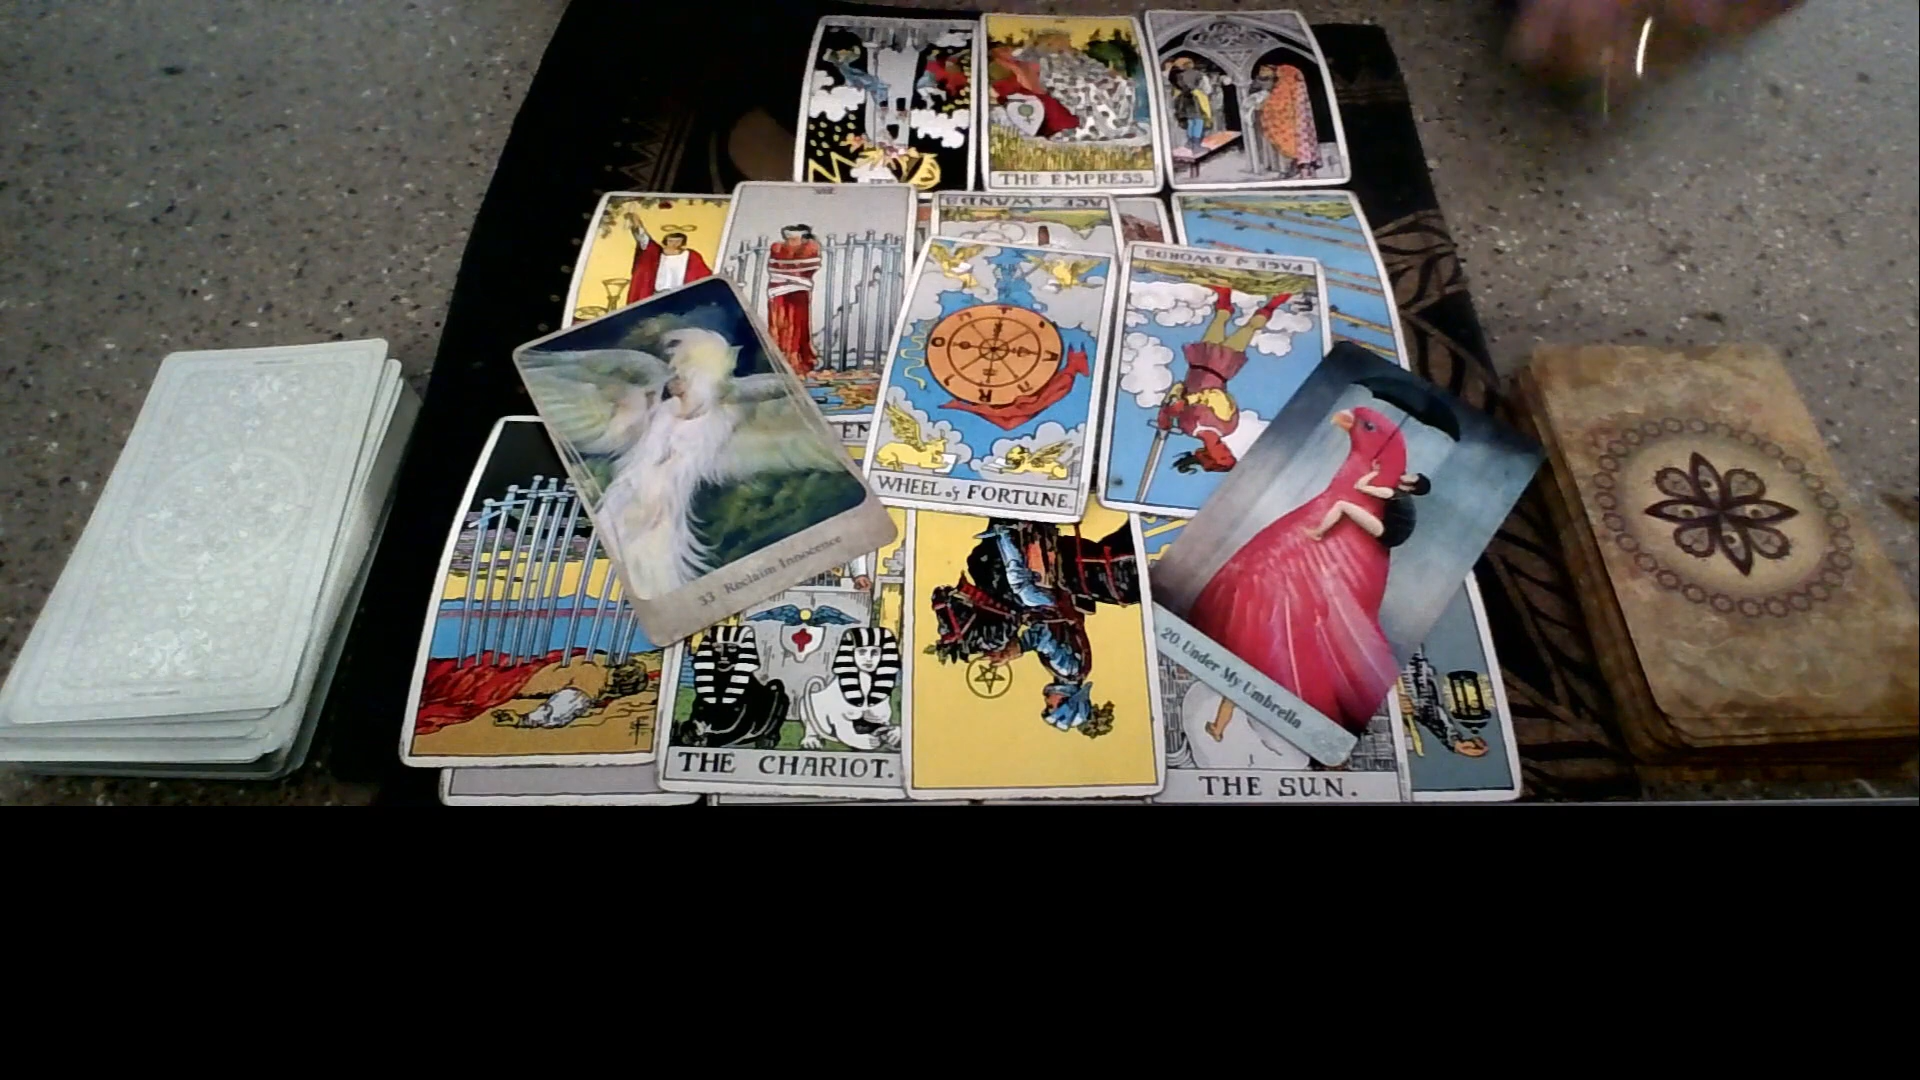 THE EMPRESS.
ACE of WANDS
PAGE of SWORDS
WHEEL of FORTUNE.
33 Reclaim Innocence
20. Under My Umbrella
THE CHARIOT.
THE SUN.